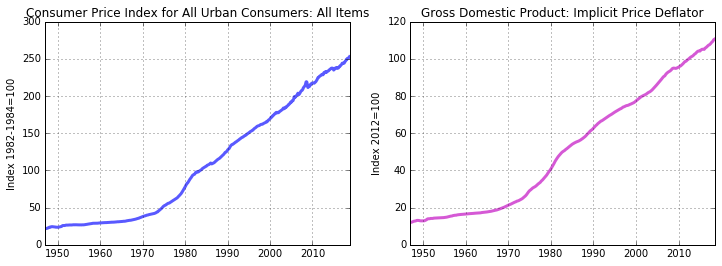 Consumer Price Index for All Urban Consumers: All Items
300
250
200
150
100
50
0
Index 1982-1984=100
1950 1960 1970 1980 1990 2000 2010
Gross Domestic Product: Implicit Price Deflator
120
100
80
60
40
20
0
Index 2012=100
1950 1960 1970 1980 1990 2000 2010